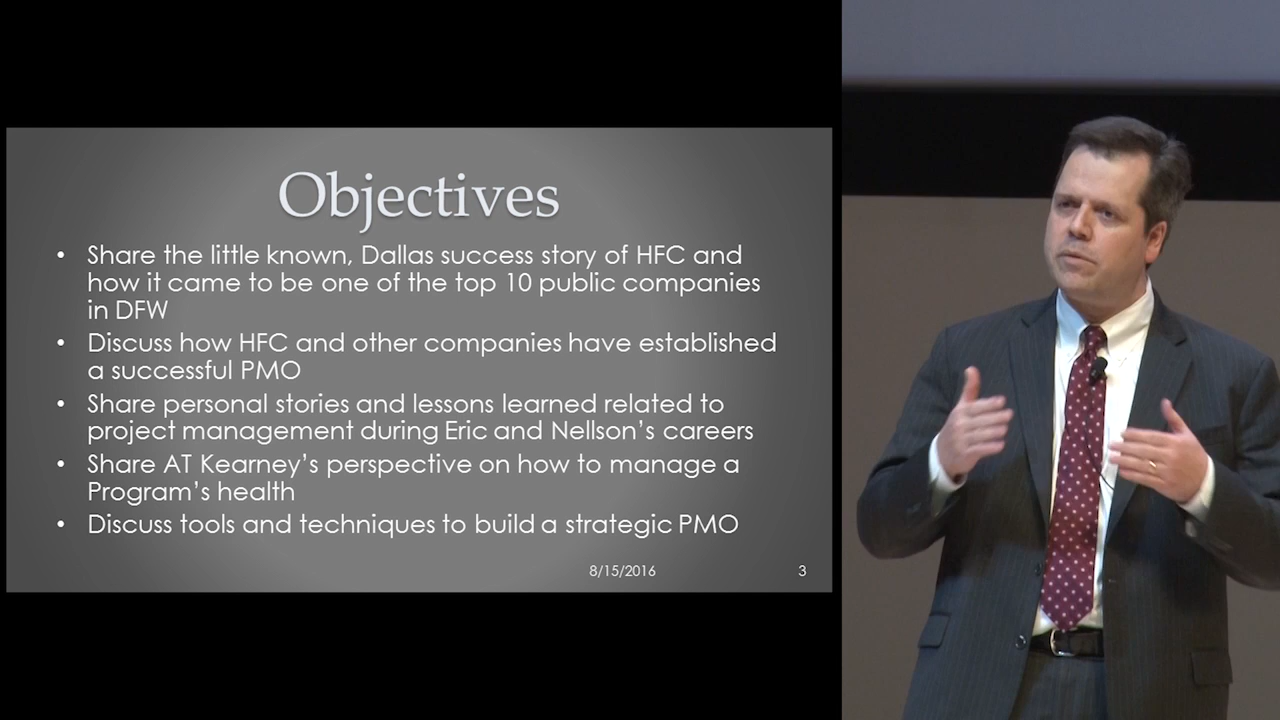 Objectives
• Share the little known, Dallas success story of HFC and
how it came to be one of the top 10 public companies
in DFW
• Discuss how HFC and other companies have established
a successful PMO
• Share personal stories and lessons learned related to
project management during Eric and Nellson's careers
• Share AT Kearney's perspective on how to manage a
Program's health
• Discuss tools and techniques to build a strategic PMO
8/15/2016
3